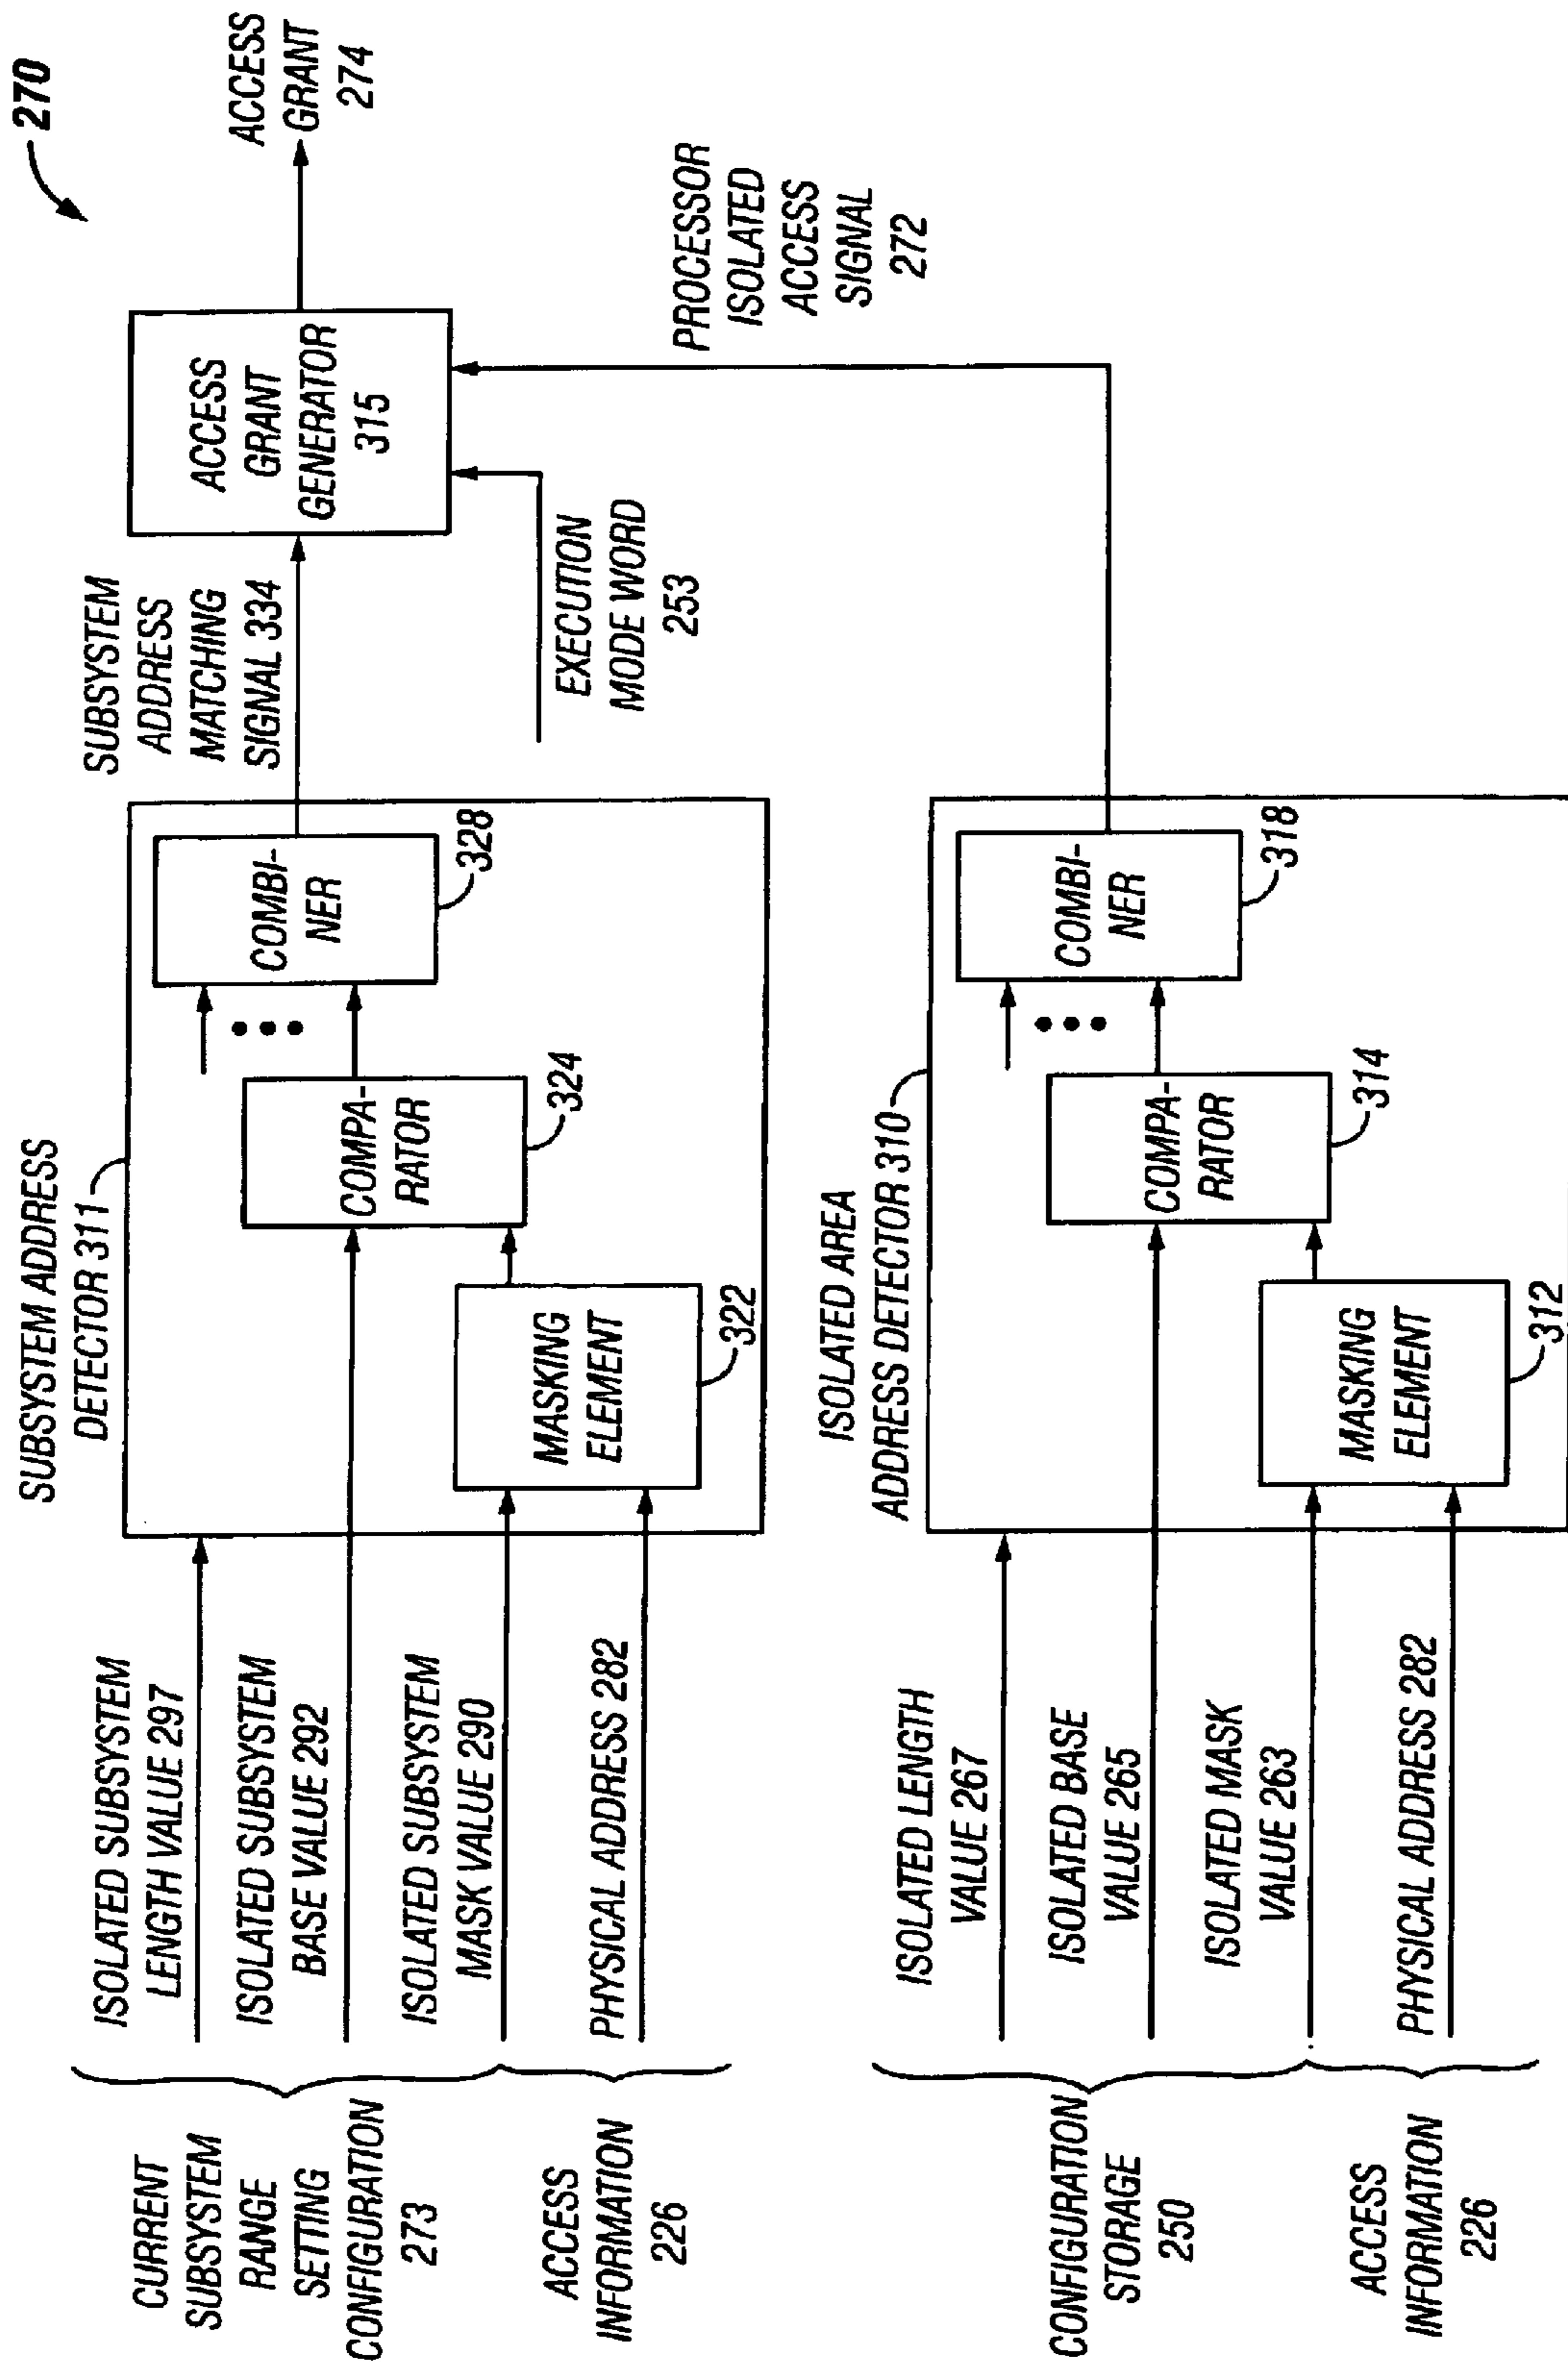 270
CURRENT
SUBSYSTEM
RANGE
SETTING
CONFIGURATION
273
ACCESS
INFORMATION
226
ISOLATED SUBSYSTEM
LENGTH VALUE 297
ISOLATED SUBSYSTEM
BASE VALUE 292
ISOLATED SUBSYSTEM
MASK VALUE 290
PHYSICAL ADDRESS 282
SUBSYSTEM ADDRESS
DETECTOR 311
MASKING
ELEMENT
322
COMPA-
RATOR
324
COMBI-
NER
328
SUBSYSTEM
ADDRESS
MATCHING
SIGNAL 334
EXECUTION
MODE WORD
253
ACCESS
GRANT
GENERATOR
315
ACCESS
GRANT
274
PROCESSOR
ISOLATED
ACCESS
SIGNAL
272
CONFIGURATION
STORAGE
250
ACCESS
INFORMATION
226
ISOLATED LENGTH
VALUE 267
ISOLATED BASE
VALUE 265
ISOLATED MASK
VALUE 263
PHYSICAL ADDRESS 282
ISOLATED AREA
ADDRESS DETECTOR 310
MASKING
ELEMENT
312
COMPA-
RATOR
314
COMBI-
NER
318